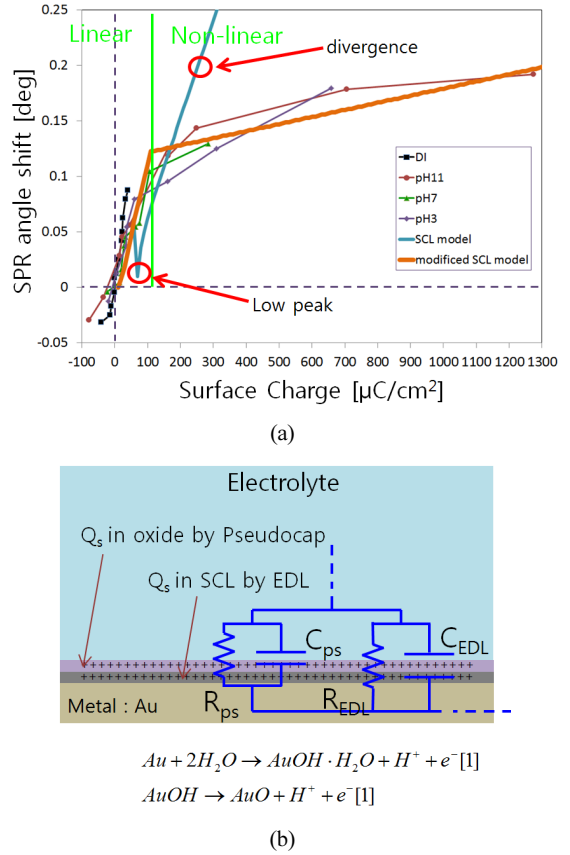 Linear
Non-linear
divergence
0.2
0.15
0.1
0.05
0
-0.05
SPR angle shift [deg]
DI
pH11
pH7
pH3
SCL model
modificed SCL model
Low peak
-100 0 100 200 300 400 500 600 700 800 900 1000 1100 1200 1300
Surface Charge [µC/cm²]
(a)
Electrolyte
Qs in oxide by Pseudocap
Qs in SCL by EDL
Cps
CEDL
Rps
REDL
Metal : Au
Au + 2H₂O → AuOH · H₂O + H⁺ + e⁻[1]
AuOH → AuO + H⁺ + e⁻[1]
(b)